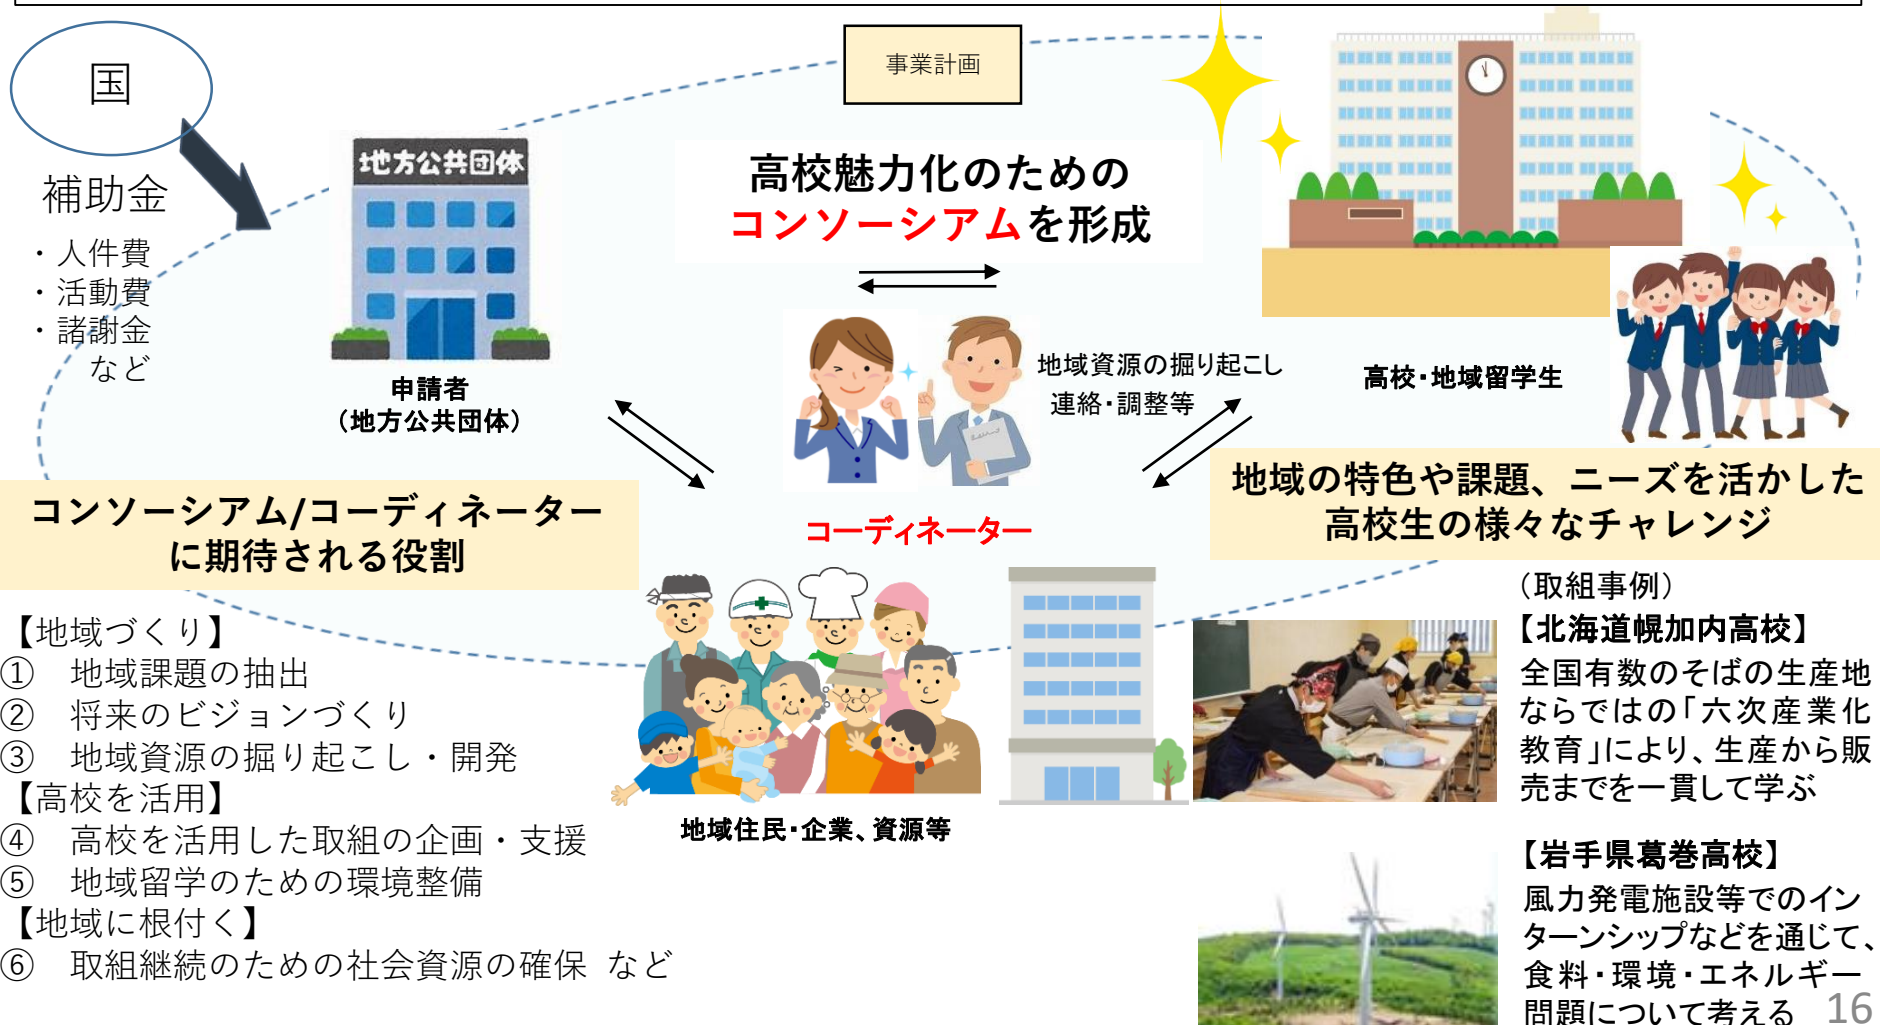 国
事業計画
補助金
・人件費
・活動費
・諸謝金
など
地方公共団体
申請者
（地方公共団体）
高校魅力化のための
コンソーシアムを形成
地域資源の掘り起こし
連絡・調整等
高校・地域留学生
コーディネーター
コンソーシアム/コーディネーター
に期待される役割
地域の特色や課題、ニーズを活かした
高校生の様々なチャレンジ
【地域づくり】
① 地域課題の抽出
② 将来のビジョンづくり
③ 地域資源の掘り起こし・開発
【高校を活用】
④ 高校を活用した取組の企画・支援
⑤ 地域留学のための環境整備
【地域に根付く】
⑥ 取組継続のための社会資源の確保 など
地域住民・企業、資源等
（取組事例）
【北海道幌加内高校】
全国有数のそばの生産地
ならではの「六次産業化
教育」により、生産から販
売までを一貫して学ぶ
【岩手県葛巻高校】
風力発電施設等でのイン
ターンシップなどを通じて、
食料・環境・エネルギー
問題について考える
16